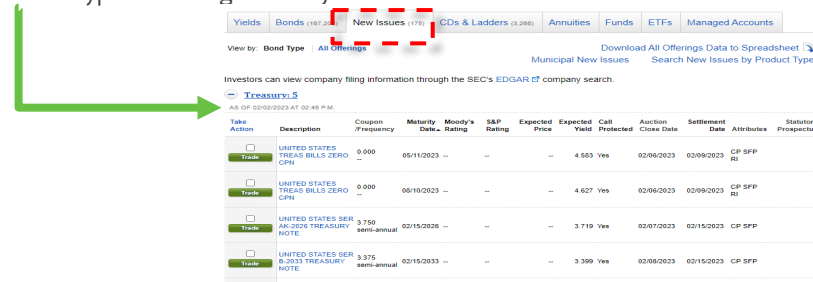 Yields Bonds New Issues (175) CDs & Ladders (3,266) Annuities Funds ETFs Managed Accounts
View by: Bond Type All Offerings
Download All Offerings Data to Spreadsheet
Municipal New Issues Search New Issues by Product Type
Investors can view company filing information through the SEC's EDGAR company search.
Treasury: 5
AS OF 02/02/2023 AT 02:45 P.M.
Take Coupon Maturity Moody's S&P Expected Expected Call Auction Settlement Statutor
Action Description /Frequency Date Rating Rating Price Yield Protected Close Date Date Attributes Prospectu
UNITED STATES
TREAS BILLS ZERO 0.000 05/11/2023 -- -- -- 4.583 Yes 02/06/2023 02/09/2023 CP SFP
Trade CPN -- RI
UNITED STATES
TREAS BILLS ZERO 0.000 08/10/2023 -- -- -- 4.627 Yes 02/06/2023 02/09/2023 CP SFP
Trade CPN -- RI
UNITED STATES SER 3.750
AK-2026 TREASURY semi-annual 02/15/2026 -- -- -- 3.719 Yes 02/07/2023 02/15/2023 CP SFP
Trade NOTE
UNITED STATES SER 3.375
B-2033 TREASURY semi-annual 02/15/2033 -- -- -- 3.399 Yes 02/08/2023 02/15/2023 CP SFP
Trade NOTE